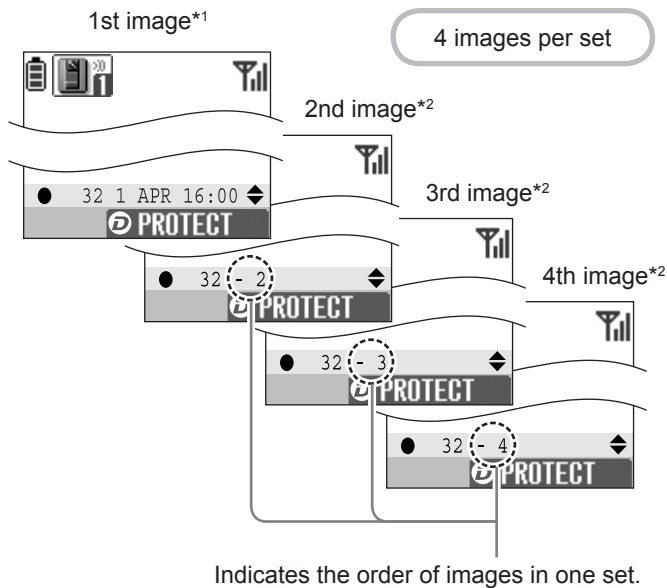 1st image*1
4 images per set
1
2nd image*2
32 1 APR 16:00
3rd image*2
D PROTECT
4th image*2
32 - 2
D PROTECT
32 - 3
D PROTECT
32 - 4
D PROTECT
Indicates the order of images in one set.